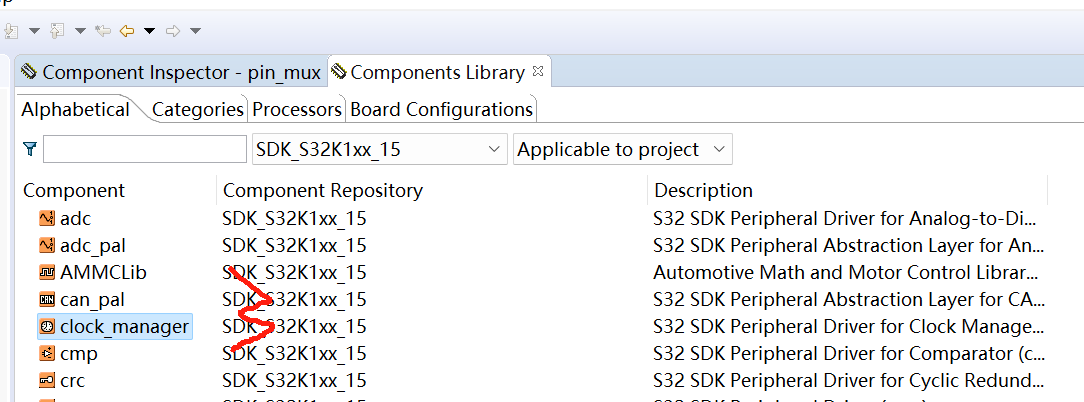 Component Inspector - pin_mux Components Library
Alphabetical Categories Processors Board Configurations
SDK_S32K1xx_15 Applicable to project
Component Component Repository Description
adc SDK_S32K1xx_15 S32 SDK Peripheral Driver for Analog-to-Di...
adc_pal SDK_S32K1xx_15 S32 SDK Peripheral Abstraction Layer for An...
AMMCLib SDK_S32K1xx_15 Automotive Math and Motor Control Librar...
can_pal SDK_S32K1xx_15 S32 SDK Peripheral Abstraction Layer for CA...
clock_manager SDK_S32K1xx_15 S32 SDK Peripheral Driver for Clock Manage...
cmp SDK_S32K1xx_15 S32 SDK Peripheral Driver for Comparator (c...
crc SDK_S32K1xx_15 S32 SDK Peripheral Driver for Cyclic Redund...